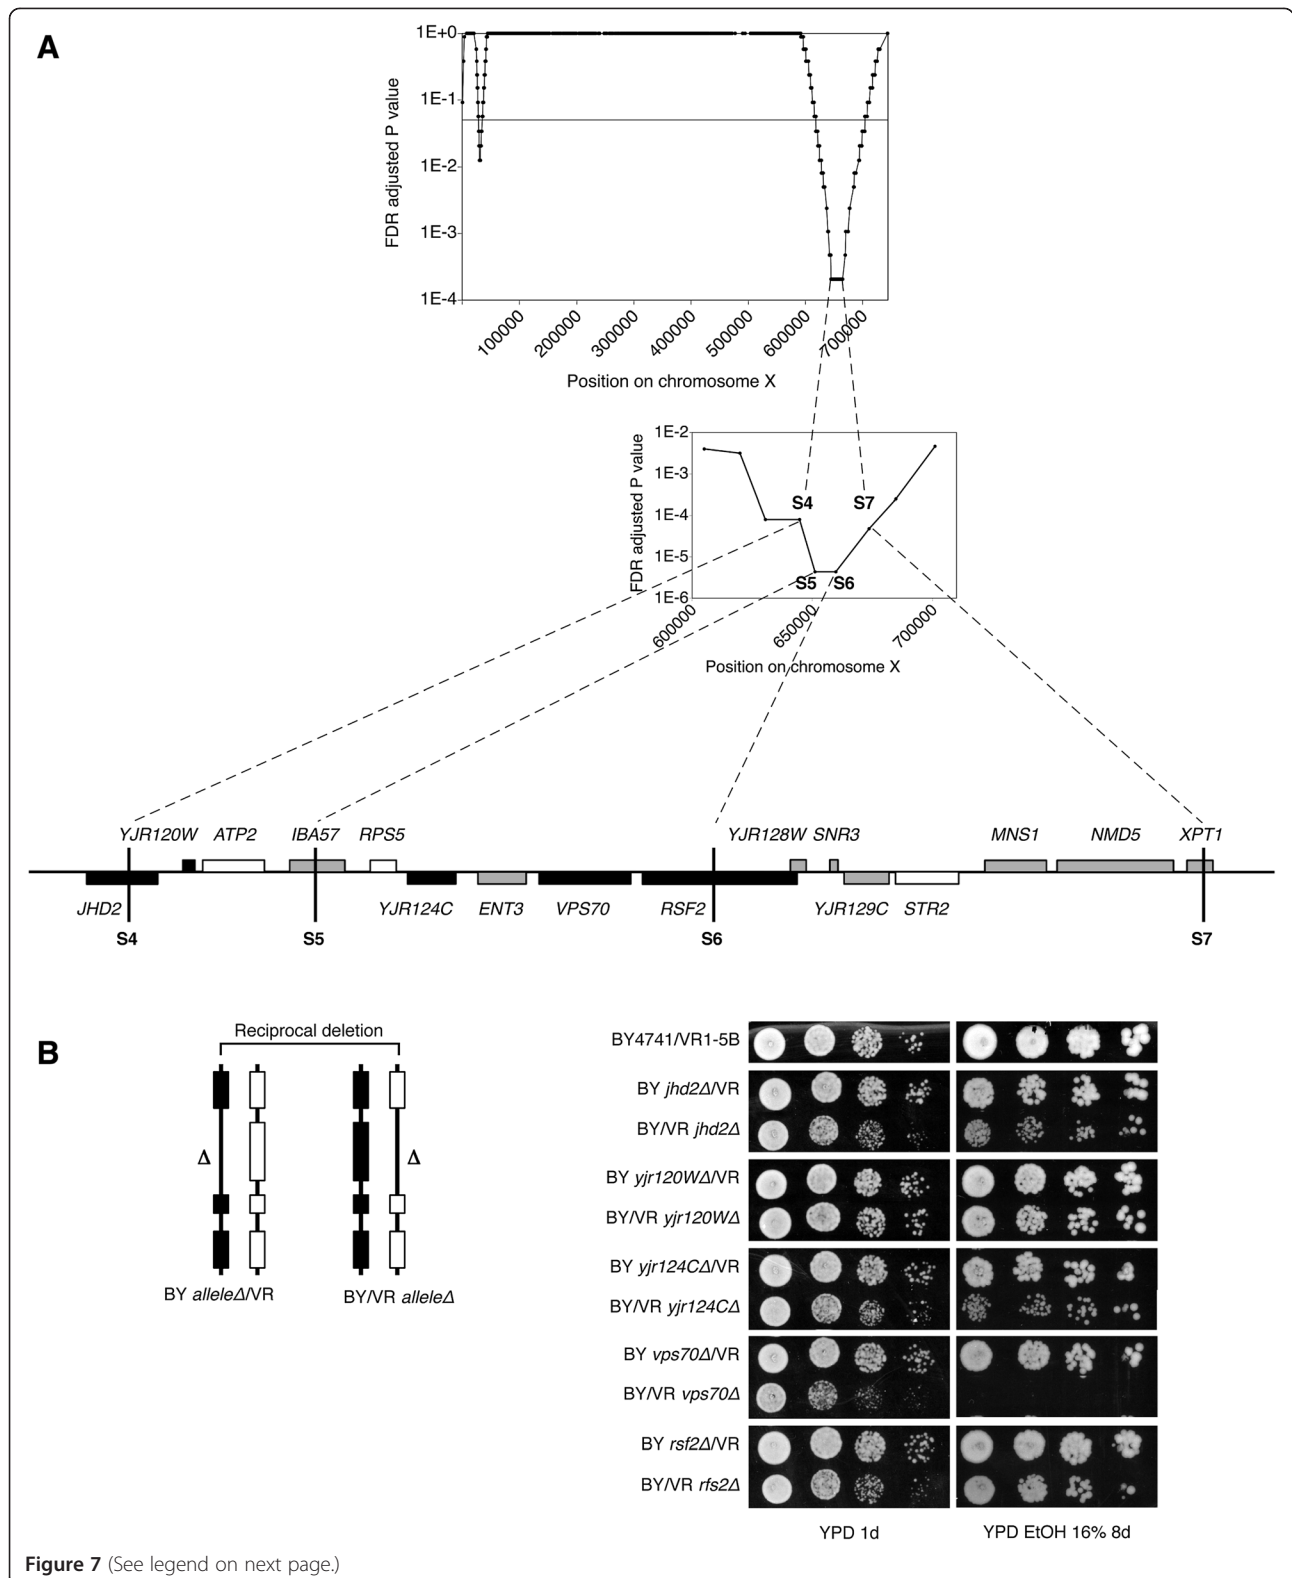 A
FDR adjusted P value
1E+0
1E-1
1E-2
1E-3
1E-4
100000
200000
300000
400000
500000
600000
700000
Position on chromosome X
FDR adjusted P value
1E-2
1E-3
1E-4
1E-5
1E-6
S4
S7
S5
S6
600000
650000
700000
Position on chromosome X
YJR120W
ATP2
IBA57
RPS5
YJR128W
SNR3
MNS1
NMD5
XPT1
JHD2
YJR124C
ENT3
VPS70
RSF2
YJR129C
STR2
S4
S5
S6
S7
B
Reciprocal deletion
Δ
Δ
BY alleleΔ/VR
BY/VR alleleΔ
BY4741/VR1-5B
BY jhd2Δ/VR
BY/VR jhd2Δ
BY yjr120WΔ/VR
BY/VR yjr120WΔ
BY yjr124CΔ/VR
BY/VR yjr124CΔ
BY vps70Δ/VR
BY/VR vps70Δ
BY rsf2Δ/VR
BY/VR rfs2Δ
YPD 1d
YPD EtOH 16% 8d
Figure 7 (See legend on next page.)